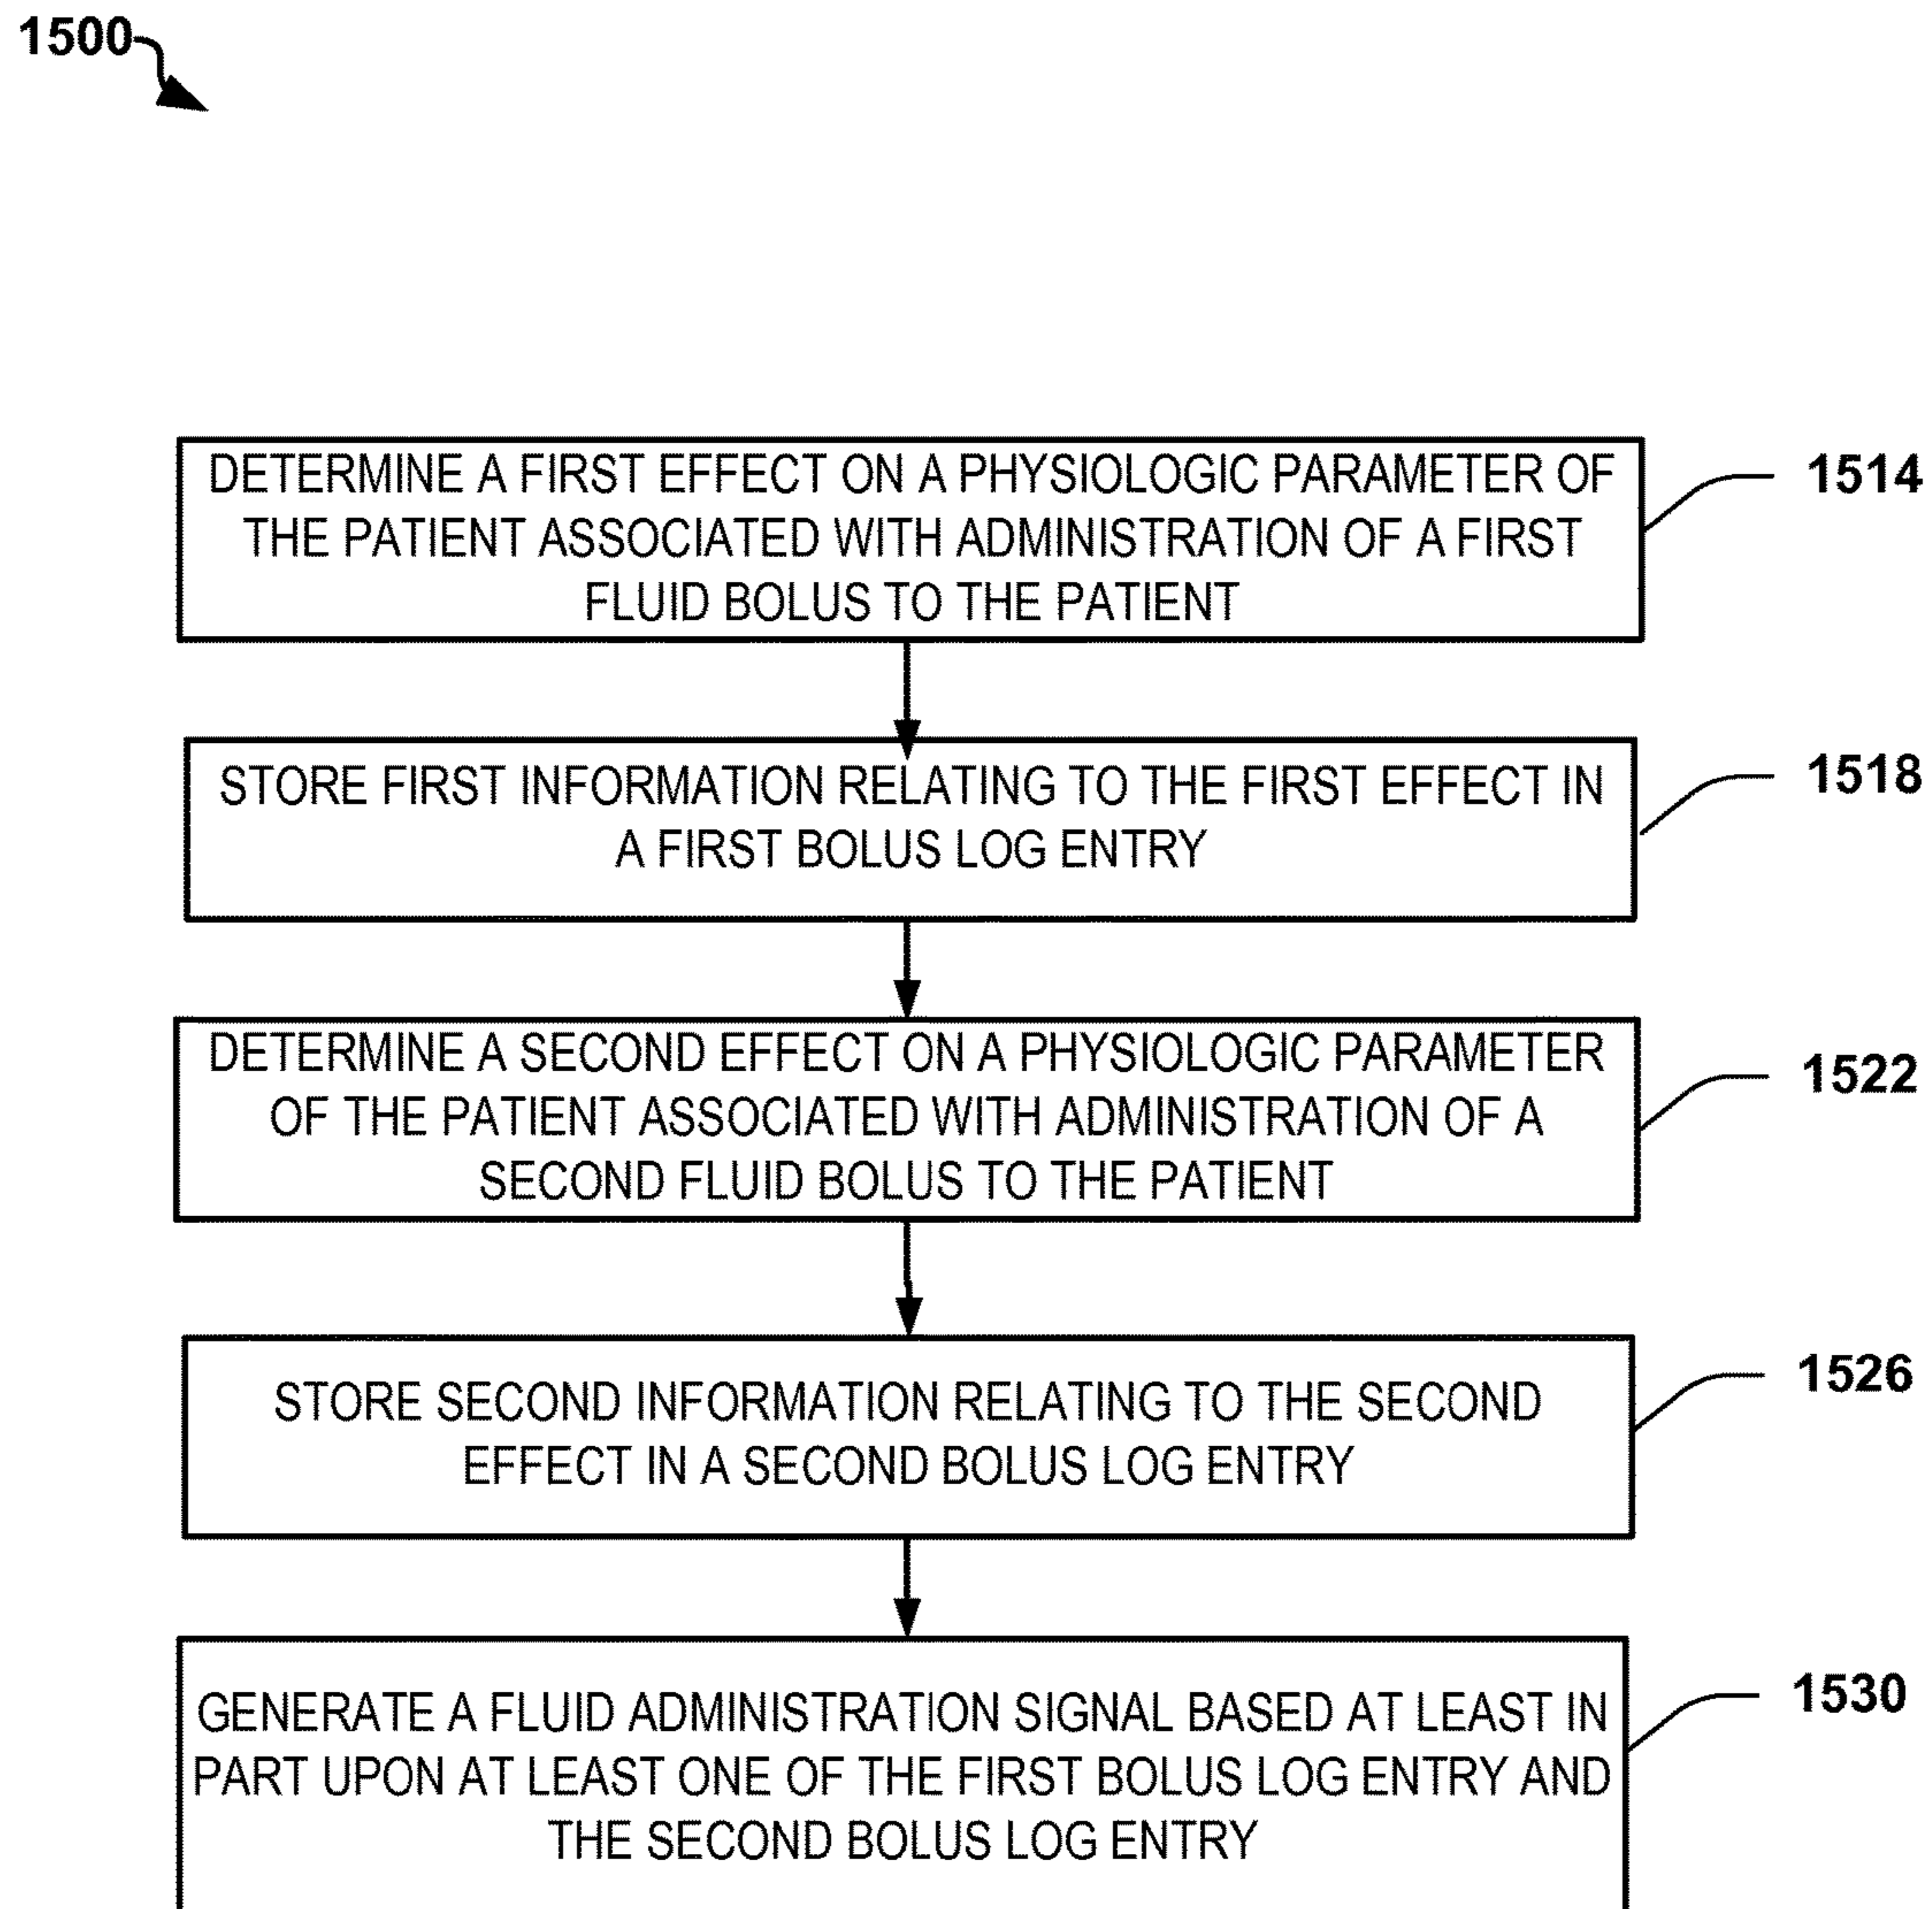 1500
DETERMINE A FIRST EFFECT ON A PHYSIOLOGIC PARAMETER OF
THE PATIENT ASSOCIATED WITH ADMINISTRATION OF A FIRST
FLUID BOLUS TO THE PATIENT
1514
STORE FIRST INFORMATION RELATING TO THE FIRST EFFECT IN
A FIRST BOLUS LOG ENTRY
1518
DETERMINE A SECOND EFFECT ON A PHYSIOLOGIC PARAMETER
OF THE PATIENT ASSOCIATED WITH ADMINISTRATION OF A
SECOND FLUID BOLUS TO THE PATIENT
1522
STORE SECOND INFORMATION RELATING TO THE SECOND
EFFECT IN A SECOND BOLUS LOG ENTRY
1526
GENERATE A FLUID ADMINISTRATION SIGNAL BASED AT LEAST IN
PART UPON AT LEAST ONE OF THE FIRST BOLUS LOG ENTRY AND
THE SECOND BOLUS LOG ENTRY
1530